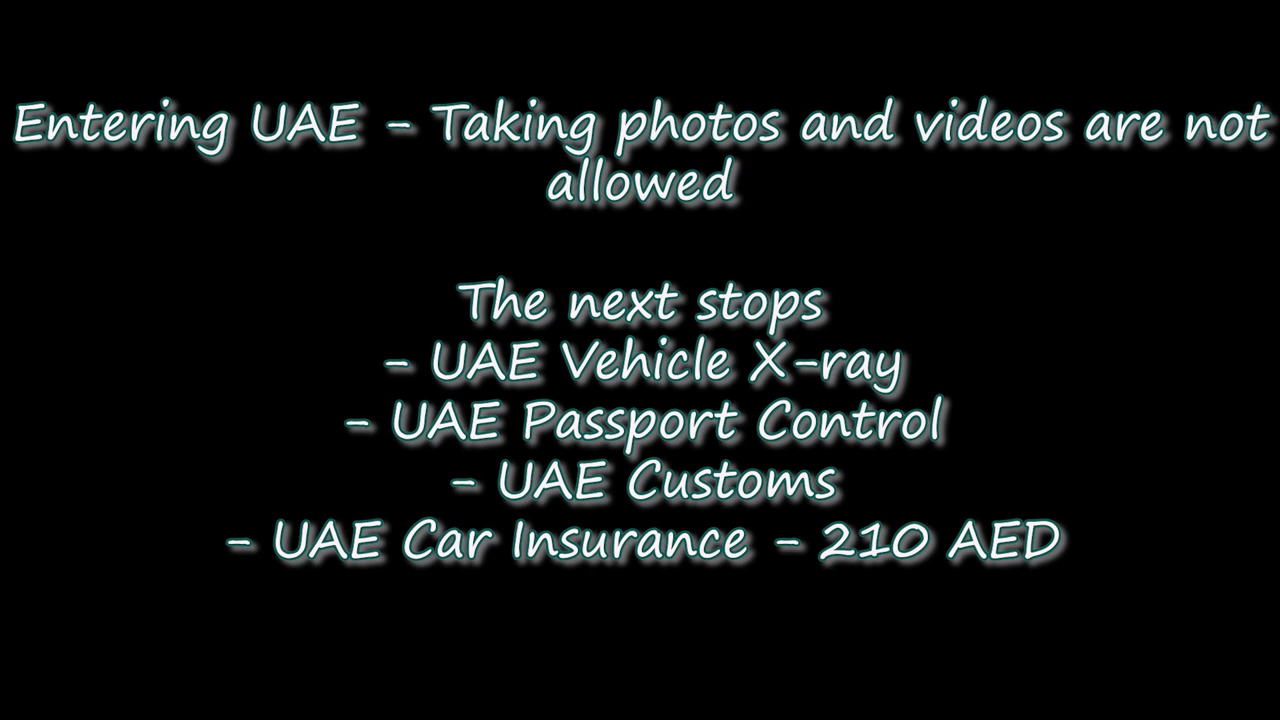 Entering UAE - Taking photos and videos are not
allowed
The next stops
- UAE Vehicle X-ray
- UAE Passport Control
- UAE Customs
- UAE Car Insurance - 210 AED